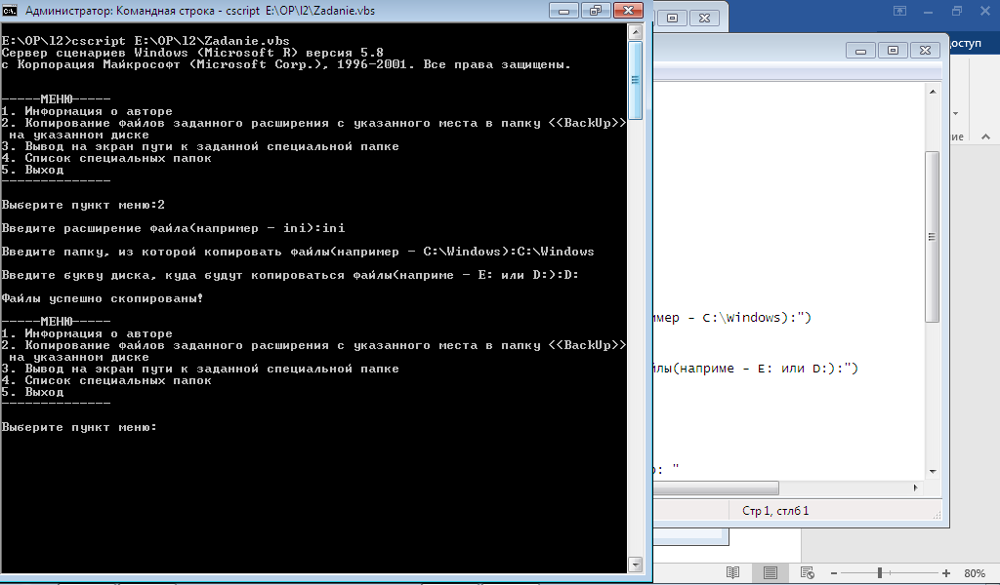 Администратор: Командная строка - cscript E:\OP\l2\Zadanie.vbs
E:\OP\l2>cscript E:\OP\l2\Zadanie.vbs
Сервер сценариев Windows (Microsoft R) версия 5.8
с Корпорация Майкрософт (Microsoft Corp.), 1996-2001. Все права защищены.
-----МЕНЮ-----
1. Информация о авторе
2. Копирование файлов заданного расширения с указанного места в папку <<BackUp>>
на указанном диске
3. Вывод на экран пути к заданной специальной папке
4. Список специальных папок
5. Выход
--------------
Выберите пункт меню:2
Введите расширение файла(например - ini):ini
Введите папку, из которой копировать файлы(например - C:\Windows):C:\Windows
Введите букву диска, куда будут копироваться файлы(наприме - E: или D:):D:
Файлы успешно скопированы!
-----МЕНЮ-----
1. Информация о авторе
2. Копирование файлов заданного расширения с указанного места в папку <<BackUp>>
на указанном диске
3. Вывод на экран пути к заданной специальной папке
4. Список специальных папок
5. Выход
--------------
Выберите пункт меню:
оступ
ие
мер - C:\Windows):")
йлы(наприме - E: или D:):")
: "
Стр 1, стлб 1
80%